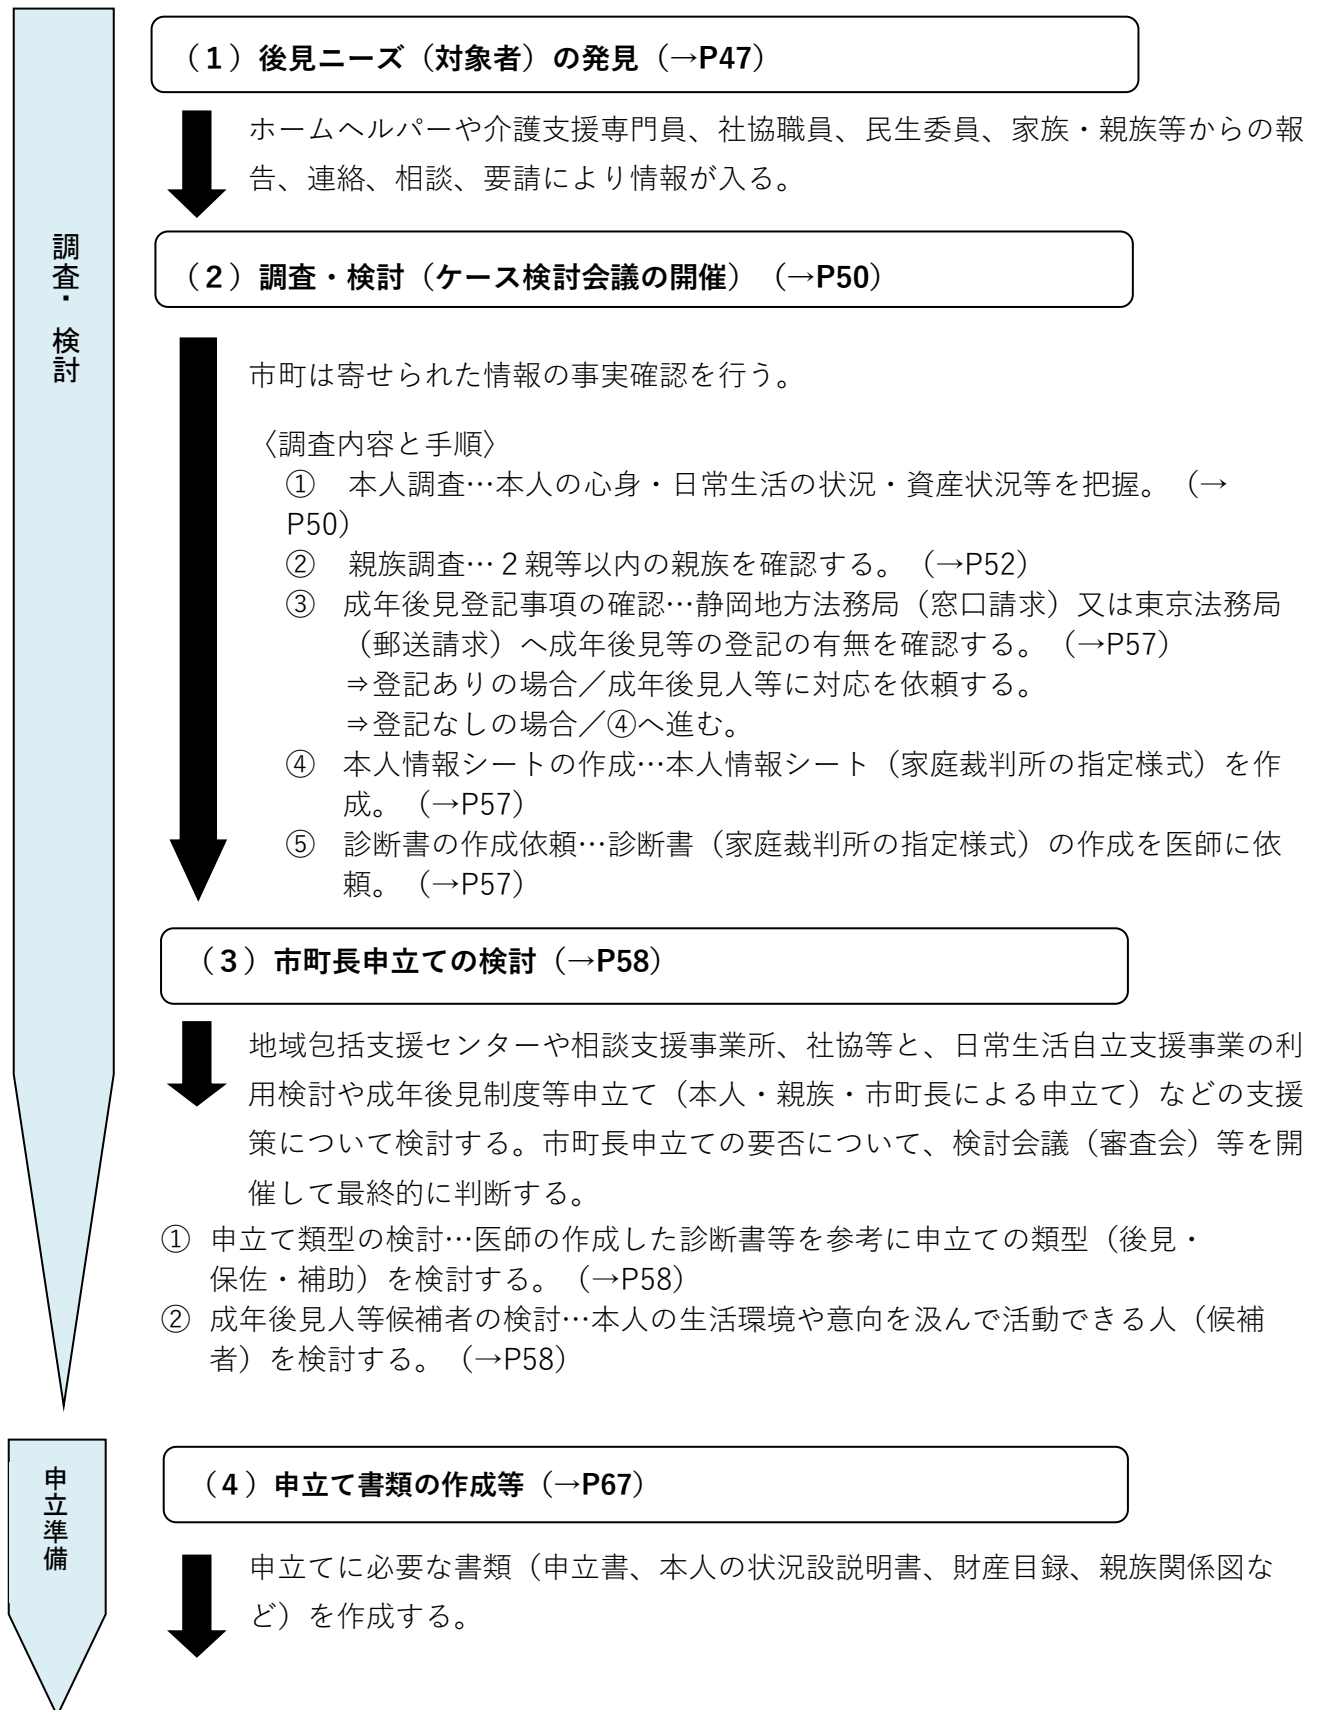 （１）後見ニーズ（対象者）の発見（→P47）
ホームヘルパーや介護支援専門員、社協職員、民生委員、家族・親族等からの報
告、連絡、相談、要請により情報が入る。
調査・検討
（２）調査・検討（ケース検討会議の開催）（→P50）
市町は寄せられた情報の事実確認を行う。
〈調査内容と手順〉
①　本人調査…本人の心身・日常生活の状況・資産状況等を把握。（→
P50）
②　親族調査…２親等以内の親族を確認する。（→P52）
③　成年後見登記事項の確認…静岡地方法務局（窓口請求）又は東京法務局
（郵送請求）へ成年後見等の登記の有無を確認する。（→P57）
⇒登記ありの場合／成年後見人等に対応を依頼する。
⇒登記なしの場合／④へ進む。
④　本人情報シートの作成…本人情報シート（家庭裁判所の指定様式）を作
成。（→P57）
⑤　診断書の作成依頼…診断書（家庭裁判所の指定様式）の作成を医師に依
頼。（→P57）
（３）市町長申立ての検討（→P58）
地域包括支援センターや相談支援事業所、社協等と、日常生活自立支援事業の利
用検討や成年後見制度等申立て（本人・親族・市町長による申立て）などの支援
策について検討する。市町長申立ての要否について、検討会議（審査会）等を開
催して最終的に判断する。
①　申立て類型の検討…医師の作成した診断書等を参考に申立ての類型（後見・
保佐・補助）を検討する。（→P58）
②　成年後見人等候補者の検討…本人の生活環境や意向を汲んで活動できる人（候補
者）を検討する。（→P58）
申立準備
（４）申立て書類の作成等（→P67）
申立てに必要な書類（申立書、本人の状況設説明書、財産目録、親族関係図な
ど）を作成する。